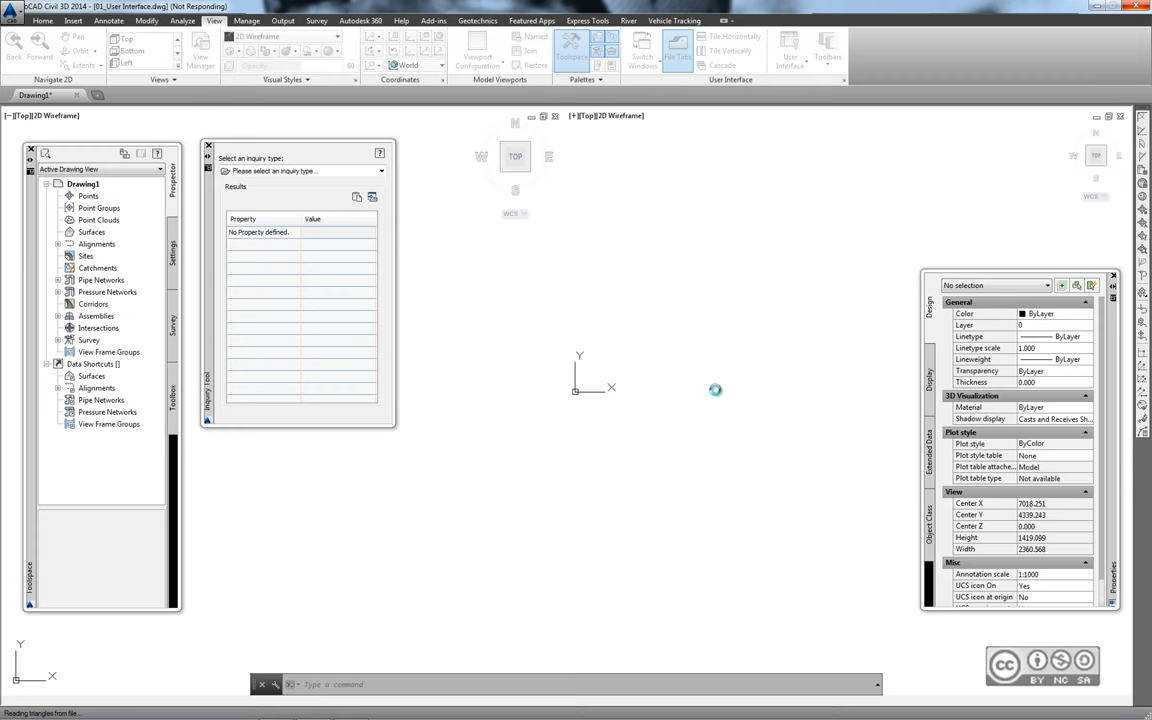 oCAD Civil 3D 2014 - [01_User Interface.dwg] (Not Responding)
Home Insert Annotate Modify Analyze View Manage Output Survey Autodesk 360 Help Add-ins Geotechnics Featured Apps Express Tools River Vehicle Tracking
Back Forward Pan Orbit Extents
Top Bottom Left View Manager
2D Wireframe Opacity 60
World
Viewport Configuration Named Join Restore
Toolspace
Switch Windows File Tabs Tile Horizontally Tile Vertically Cascade User Interface Toolbars
Navigate 2D Views Visual Styles Coordinates Model Viewports Palettes User Interface
Drawing1*
[−][Top][2D Wireframe]
[+][Top][2D Wireframe]
N
W TOP E
S
WCS
N
W TOP E
S
WCS
Active Drawing View
Drawing1
Points
Point Groups
Point Clouds
Surfaces
Alignments
Sites
Catchments
Pipe Networks
Pressure Networks
Corridors
Assemblies
Intersections
Survey
View Frame Groups
Data Shortcuts []
Surfaces
Alignments
Pipe Networks
Pressure Networks
View Frame Groups
Prospector
Settings
Survey
Toolbox
Toolspace
Select an inquiry type:
Please select an inquiry type...
Results
Property Value
No Property defined.
Inquiry Tool
Y
X
Y
X
No selection
General
Color ByLayer
Layer 0
Linetype ByLayer
Linetype scale 1.000
Lineweight ByLayer
Transparency ByLayer
Thickness 0.000
3D Visualization
Material ByLayer
Shadow display Casts and Receives Sh...
Plot style
Plot style ByColor
Plot style table None
Plot table attache... Model
Plot table type Not available
View
Center X 7018.251
Center Y 4339.243
Center Z 0.000
Height 1419.099
Width 2360.568
Misc
Annotation scale 1:1000
UCS icon On Yes
UCS icon at origin No
Design
Display
Extended Data
Object Class
Properties
Type a command
cc
BY NC SA
Reading triangles from file...